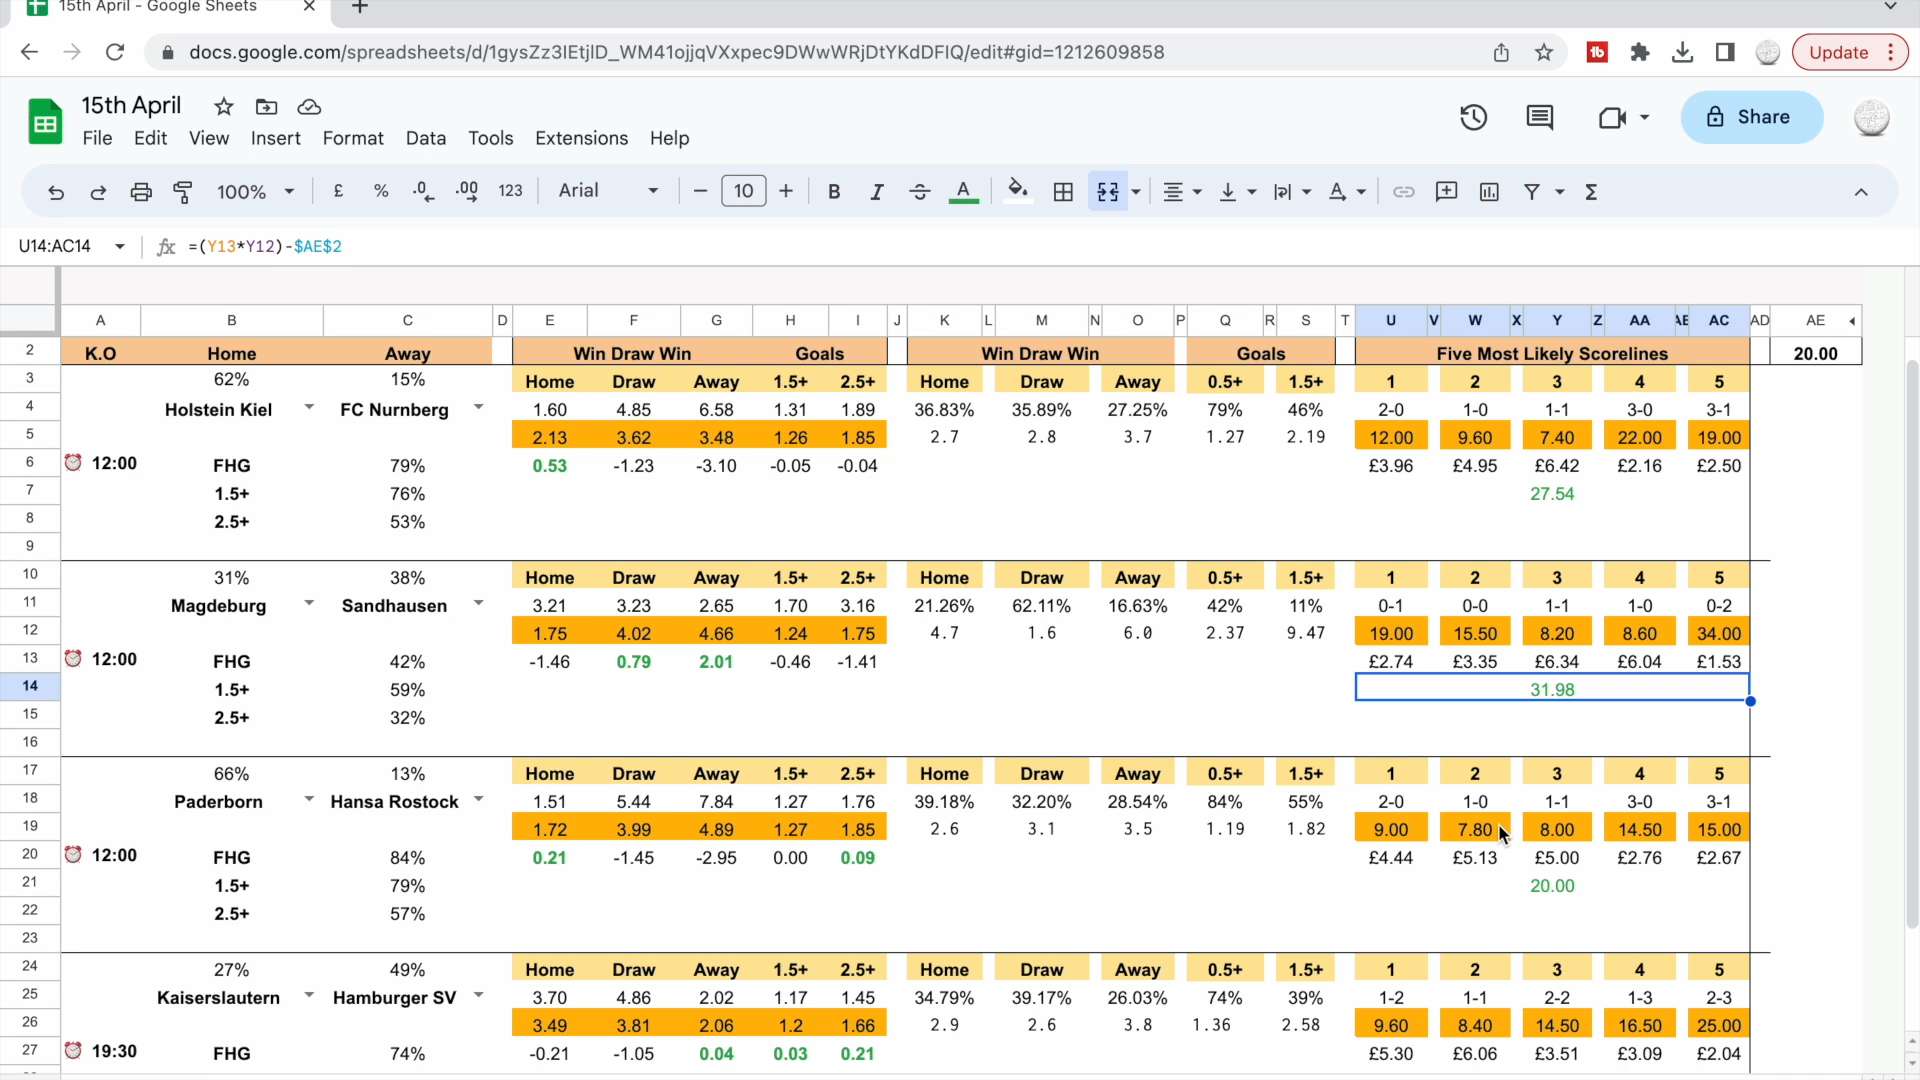 15th April - Google Sheets
docs.google.com/spreadsheets/d/1gysZz3IEtjlD_WM41ojjqVXxpec9DWwWRjDtYKdDFIQ/edit#gid=1212609858
Update
15th April
File Edit View Insert Format Data Tools Extensions Help
Share
100% £ % .0 .00 123 Arial 10 B I S A Σ
U14:AC14 fx =(Y13*Y12)-$AE$2
A B C D E F G H I J K L M N O P Q R S T U V W X Y Z AA AE AC AD AE
2 K.O Home Away Win Draw Win Goals Win Draw Win Goals Five Most Likely Scorelines 20.00
3 62% 15% Home Draw Away 1.5+ 2.5+ Home Draw Away 0.5+ 1.5+ 1 2 3 4 5
4 Holstein Kiel FC Nurnberg 1.60 4.85 6.58 1.31 1.89 36.83% 35.89% 27.25% 79% 46% 2-0 1-0 1-1 3-0 3-1
5 2.13 3.62 3.48 1.26 1.85 2.7 2.8 3.7 1.27 2.19 12.00 9.60 7.40 22.00 19.00
6 12:00 FHG 79% 0.53 -1.23 -3.10 -0.05 -0.04 £3.96 £4.95 £6.42 £2.16 £2.50
7 1.5+ 76% 27.54
8 2.5+ 53%
9
10 31% 38% Home Draw Away 1.5+ 2.5+ Home Draw Away 0.5+ 1.5+ 1 2 3 4 5
11 Magdeburg Sandhausen 3.21 3.23 2.65 1.70 3.16 21.26% 62.11% 16.63% 42% 11% 0-1 0-0 1-1 1-0 0-2
12 1.75 4.02 4.66 1.24 1.75 4.7 1.6 6.0 2.37 9.47 19.00 15.50 8.20 8.60 34.00
13 12:00 FHG 42% -1.46 0.79 2.01 -0.46 -1.41 £2.74 £3.35 £6.34 £6.04 £1.53
14 1.5+ 59% 31.98
15 2.5+ 32%
16
17 66% 13% Home Draw Away 1.5+ 2.5+ Home Draw Away 0.5+ 1.5+ 1 2 3 4 5
18 Paderborn Hansa Rostock 1.51 5.44 7.84 1.27 1.76 39.18% 32.20% 28.54% 84% 55% 2-0 1-0 1-1 3-0 3-1
19 1.72 3.99 4.89 1.27 1.85 2.6 3.1 3.5 1.19 1.82 9.00 7.80 8.00 14.50 15.00
20 12:00 FHG 84% 0.21 -1.45 -2.95 0.00 0.09 £4.44 £5.13 £5.00 £2.76 £2.67
21 1.5+ 79% 20.00
22 2.5+ 57%
23
24 27% 49% Home Draw Away 1.5+ 2.5+ Home Draw Away 0.5+ 1.5+ 1 2 3 4 5
25 Kaiserslautern Hamburger SV 3.70 4.86 2.02 1.17 1.45 34.79% 39.17% 26.03% 74% 39% 1-2 1-1 2-2 1-3 2-3
26 3.49 3.81 2.06 1.2 1.66 2.9 2.6 3.8 1.36 2.58 9.60 8.40 14.50 16.50 25.00
27 19:30 FHG 74% -0.21 -1.05 0.04 0.03 0.21 £5.30 £6.06 £3.51 £3.09 £2.04